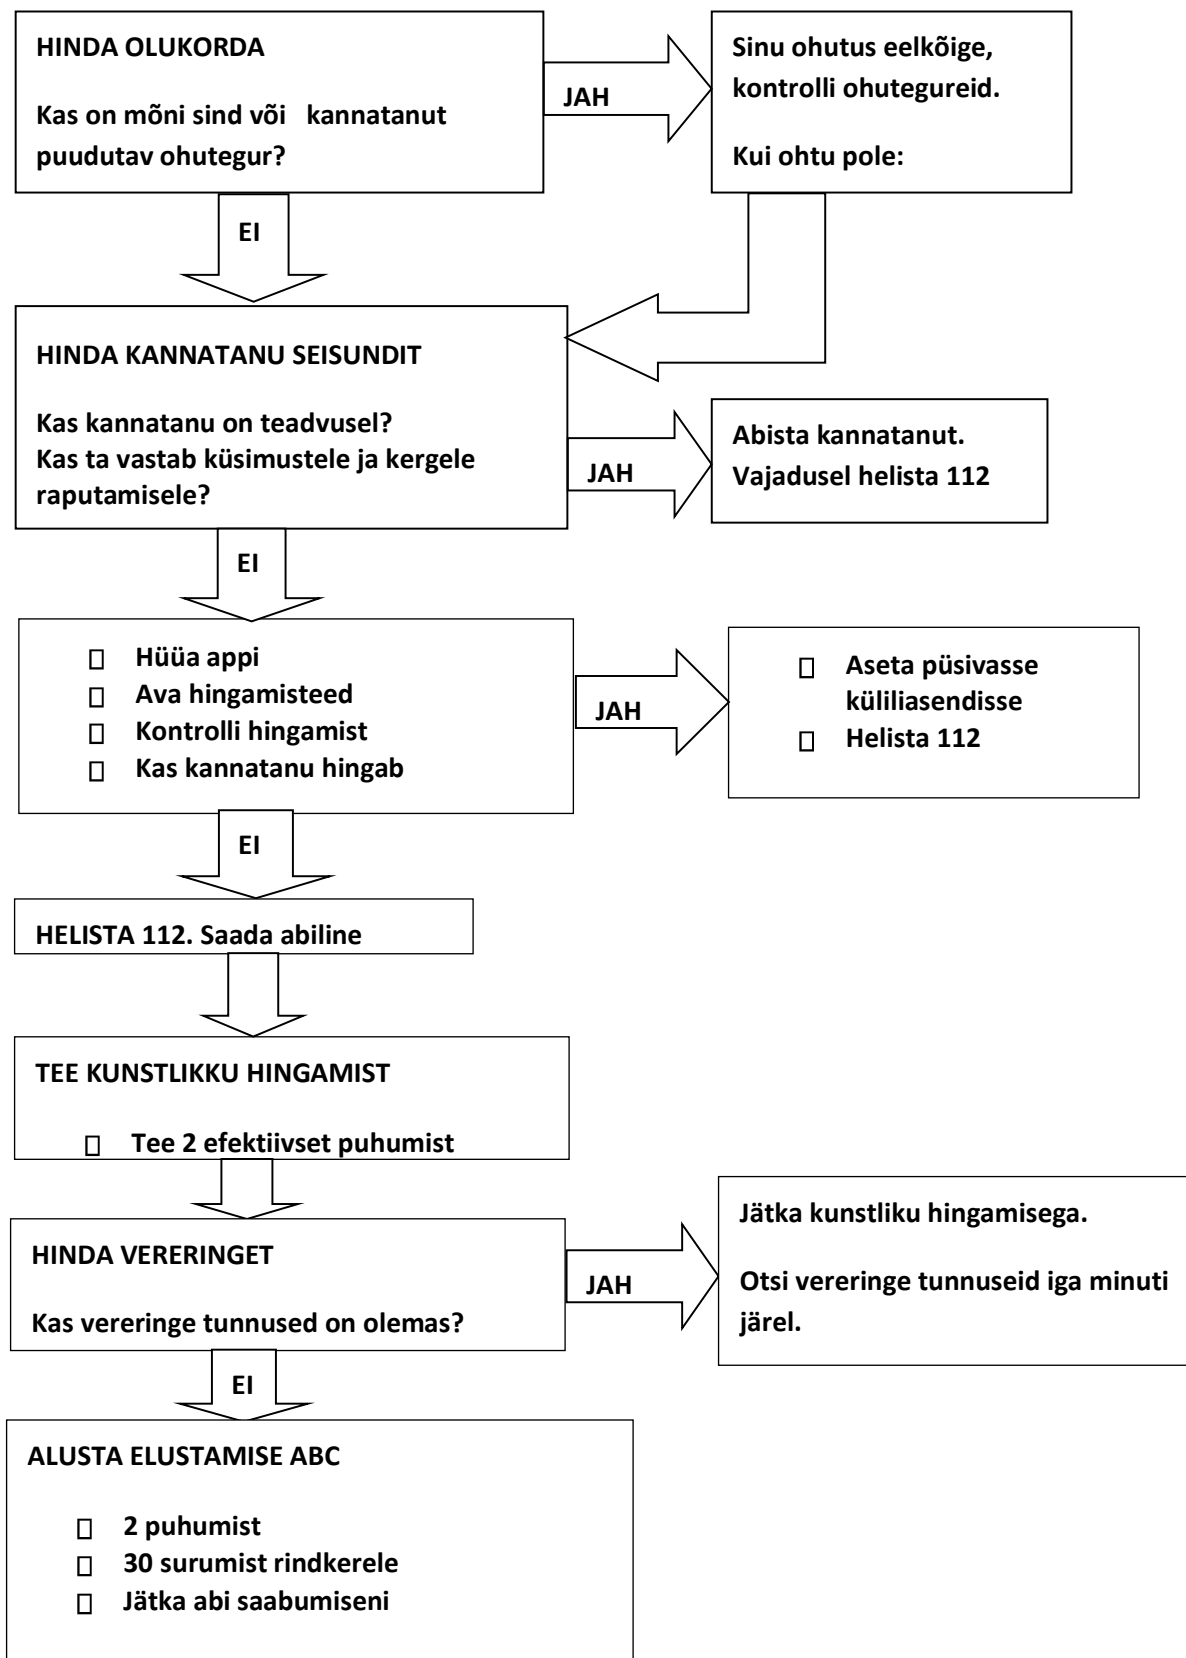 HINDA OLUKORDA
Kas on mõni sind või kannatanut
puudutav ohutegur?
JAH
Sinu ohutus eelkõige,
kontrolli ohutegureid.
Kui ohtu pole:
EI
HINDA KANNATANU SEISUNDIT
Kas kannatanu on teadvusel?
Kas ta vastab küsimustele ja kergele
raputamisele?
JAH
Abista kannatanut.
Vajadusel helista 112
EI
Hüüa appi
Ava hingamisteed
Kontrolli hingamist
Kas kannatanu hingab
JAH
Aseta püsivasse
küliliasendisse
Helista 112
EI
HELISTA 112. Saada abiline
TEE KUNSTLIKKU HINGAMIST
Tee 2 efektiivset puhumist
HINDA VERERINGET
Kas vereringe tunnused on olemas?
JAH
Jätka kunstliku hingamisega.
Otsi vereringe tunnuseid iga minuti
järel.
EI
ALUSTA ELUSTAMISE ABC
2 puhumist
30 surumist rindkerele
Jätka abi saabumiseni